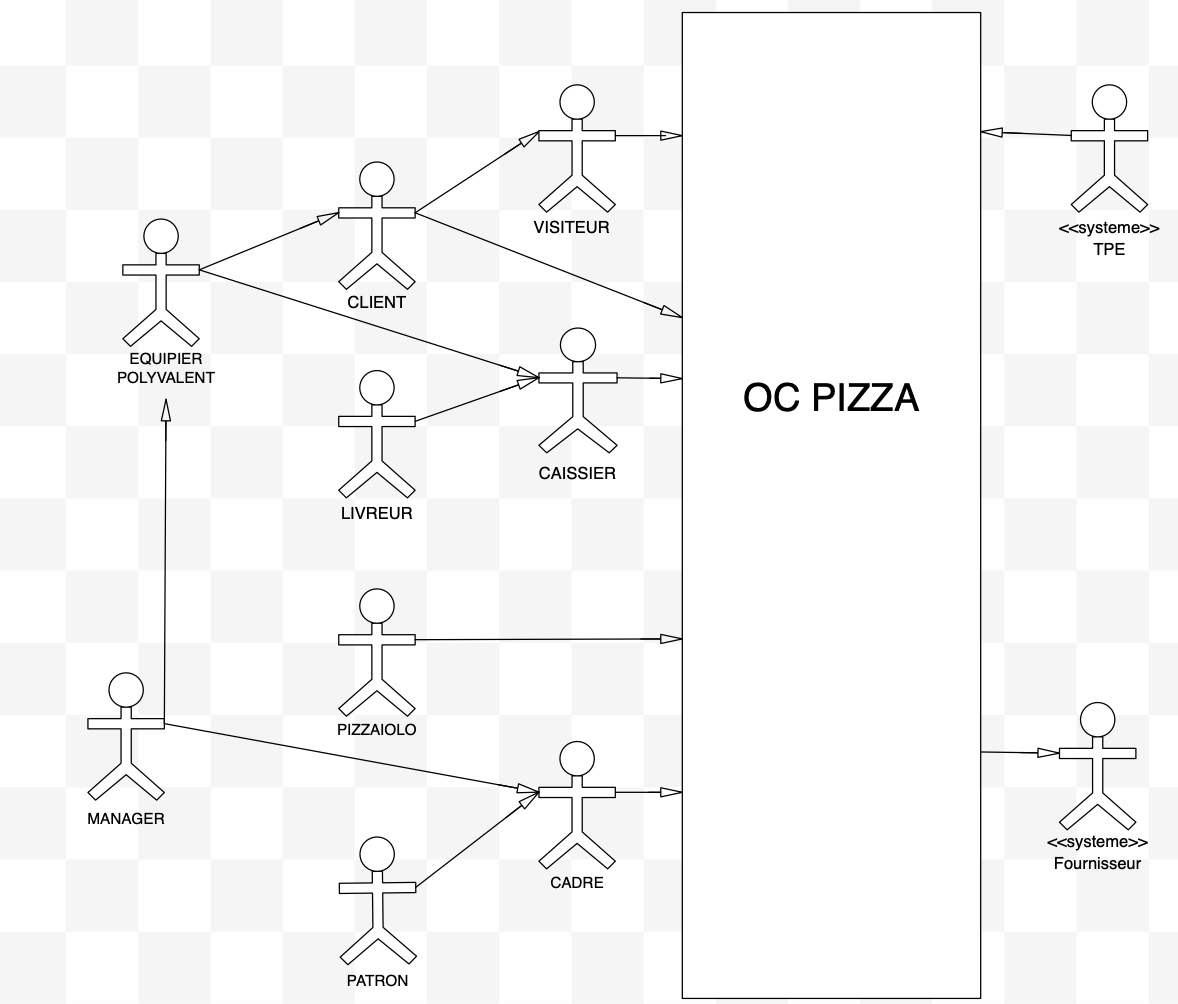 VISITEUR
<<systeme>>
TPE
CLIENT
EQUIPIER
POLYVALENT
OC PIZZA
CAISSIER
LIVREUR
PIZZAIOLO
MANAGER
<<systeme>>
Fournisseur
CADRE
PATRON